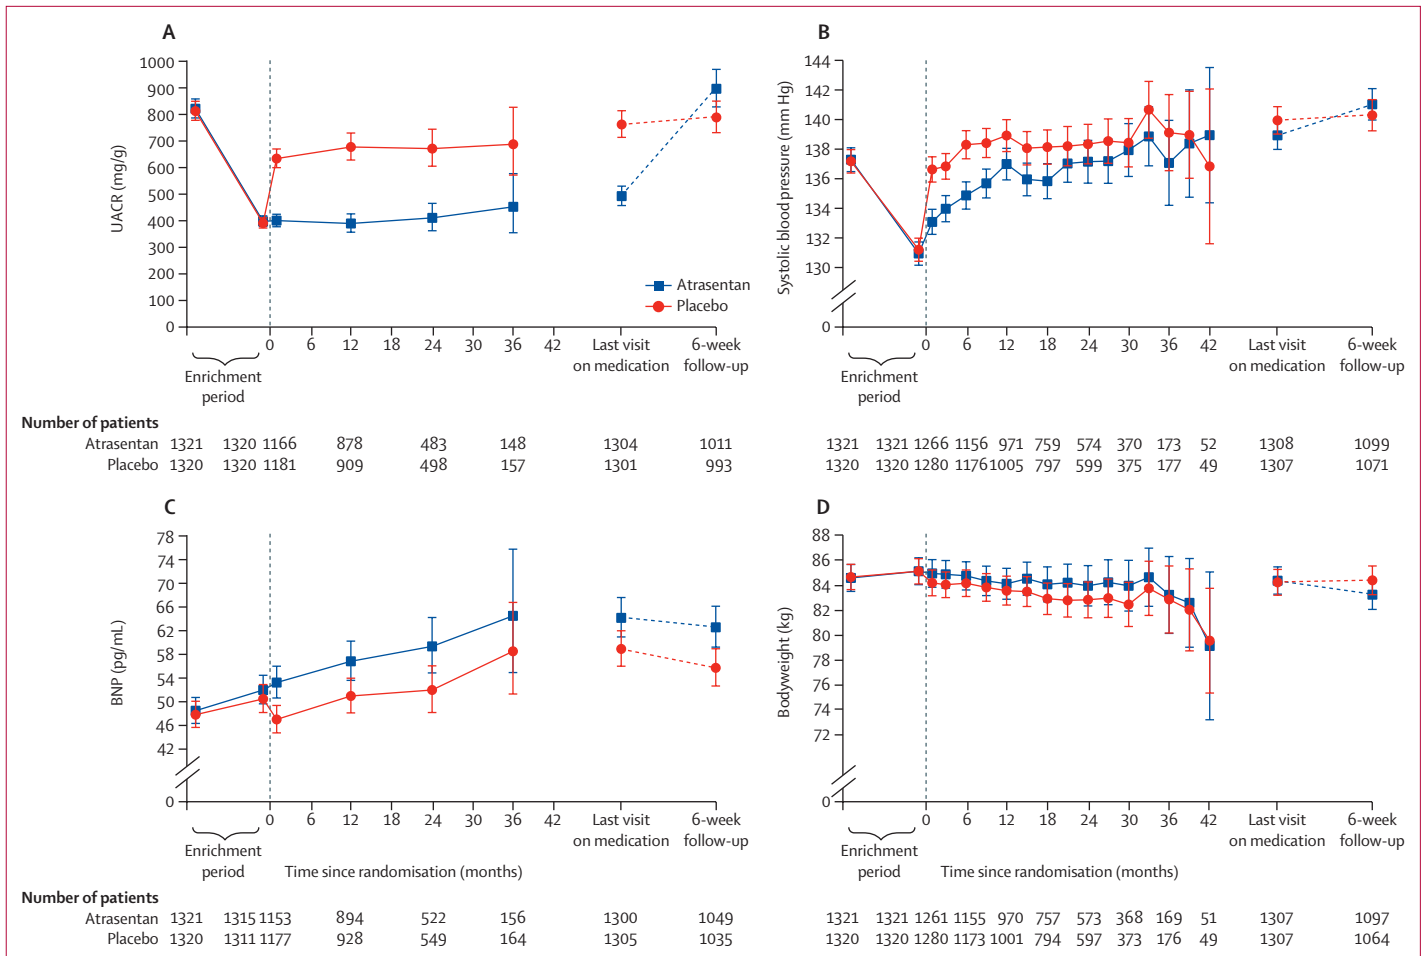 A
1000
900
800
700
600
500
400
300
200
100
0
UACR (mg/g)
Atrasentan
Placebo
0 6 12 18 24 30 36 42 Last visit on medication 6-week follow-up
Enrichment period
B
144
142
140
138
136
134
132
130
0
Systolic blood pressure (mm Hg)
0 6 12 18 24 30 36 42 Last visit on medication 6-week follow-up
Enrichment period
Number of patients
Atrasentan 1321 1320 1166 878 483 148 1304 1011
Placebo 1320 1320 1181 909 498 157 1301 993
1321 1321 1266 1156 971 759 574 370 173 52 1308 1099
1320 1320 1280 1176 1005 797 599 375 177 49 1307 1071
C
78
74
70
66
62
58
54
50
46
42
0
BNP (pg/mL)
0 6 12 18 24 30 36 42 Last visit on medication 6-week follow-up
Enrichment period
Time since randomisation (months)
D
88
86
84
82
80
78
76
74
72
0
Bodyweight (kg)
0 6 12 18 24 30 36 42 Last visit on medication 6-week follow-up
Enrichment period
Time since randomisation (months)
Number of patients
Atrasentan 1321 1315 1153 894 522 156 1300 1049
Placebo 1320 1311 1177 928 549 164 1305 1035
1321 1321 1261 1155 970 757 573 368 169 51 1307 1097
1320 1320 1280 1173 1001 794 597 373 176 49 1307 1064